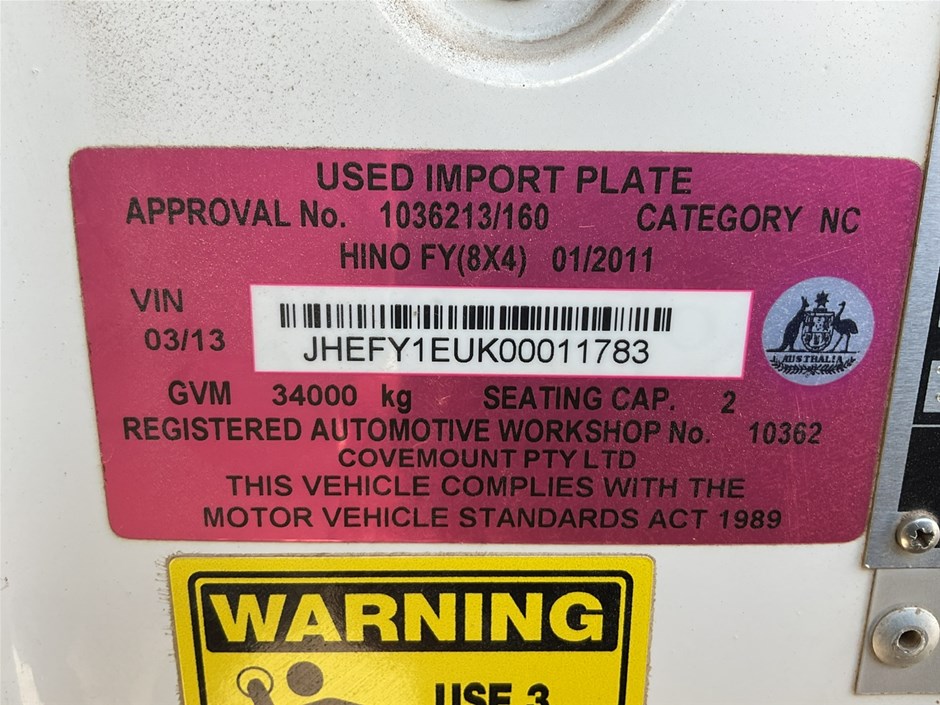 USED IMPORT PLATE
APPROVAL No. 1036213/160 CATEGORY NC
HINO FY(8X4) 01/2011
VIN
03/13
JHEFY1EUK00011783
AUSTRALIA
GVM 34000 kg SEATING CAP. 2
REGISTERED AUTOMOTIVE WORKSHOP No. 10362
COVEMOUNT PTY LTD
THIS VEHICLE COMPLIES WITH THE
MOTOR VEHICLE STANDARDS ACT 1989
WARNING
USE 3